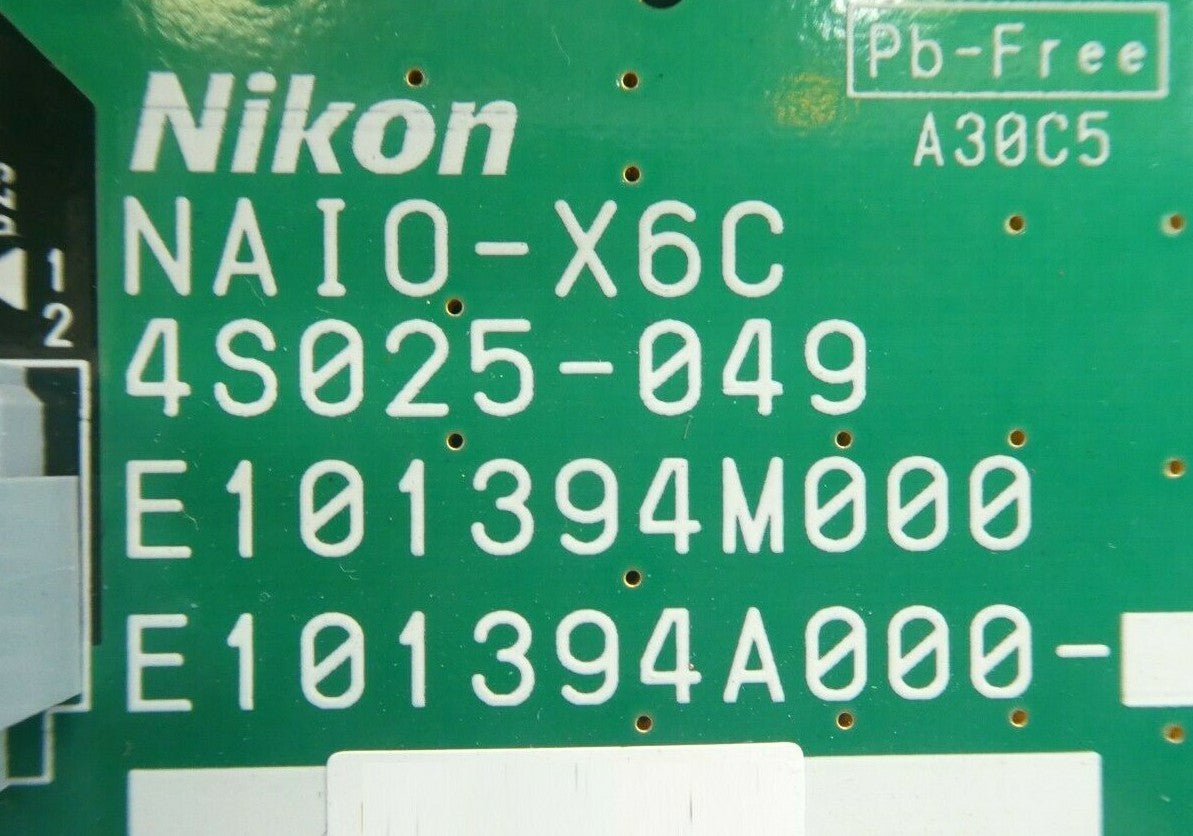 Pb-Free
A30C5
Nikon
NAIO-X6C
4S025-049
E101394M000
E101394A000-
1
2